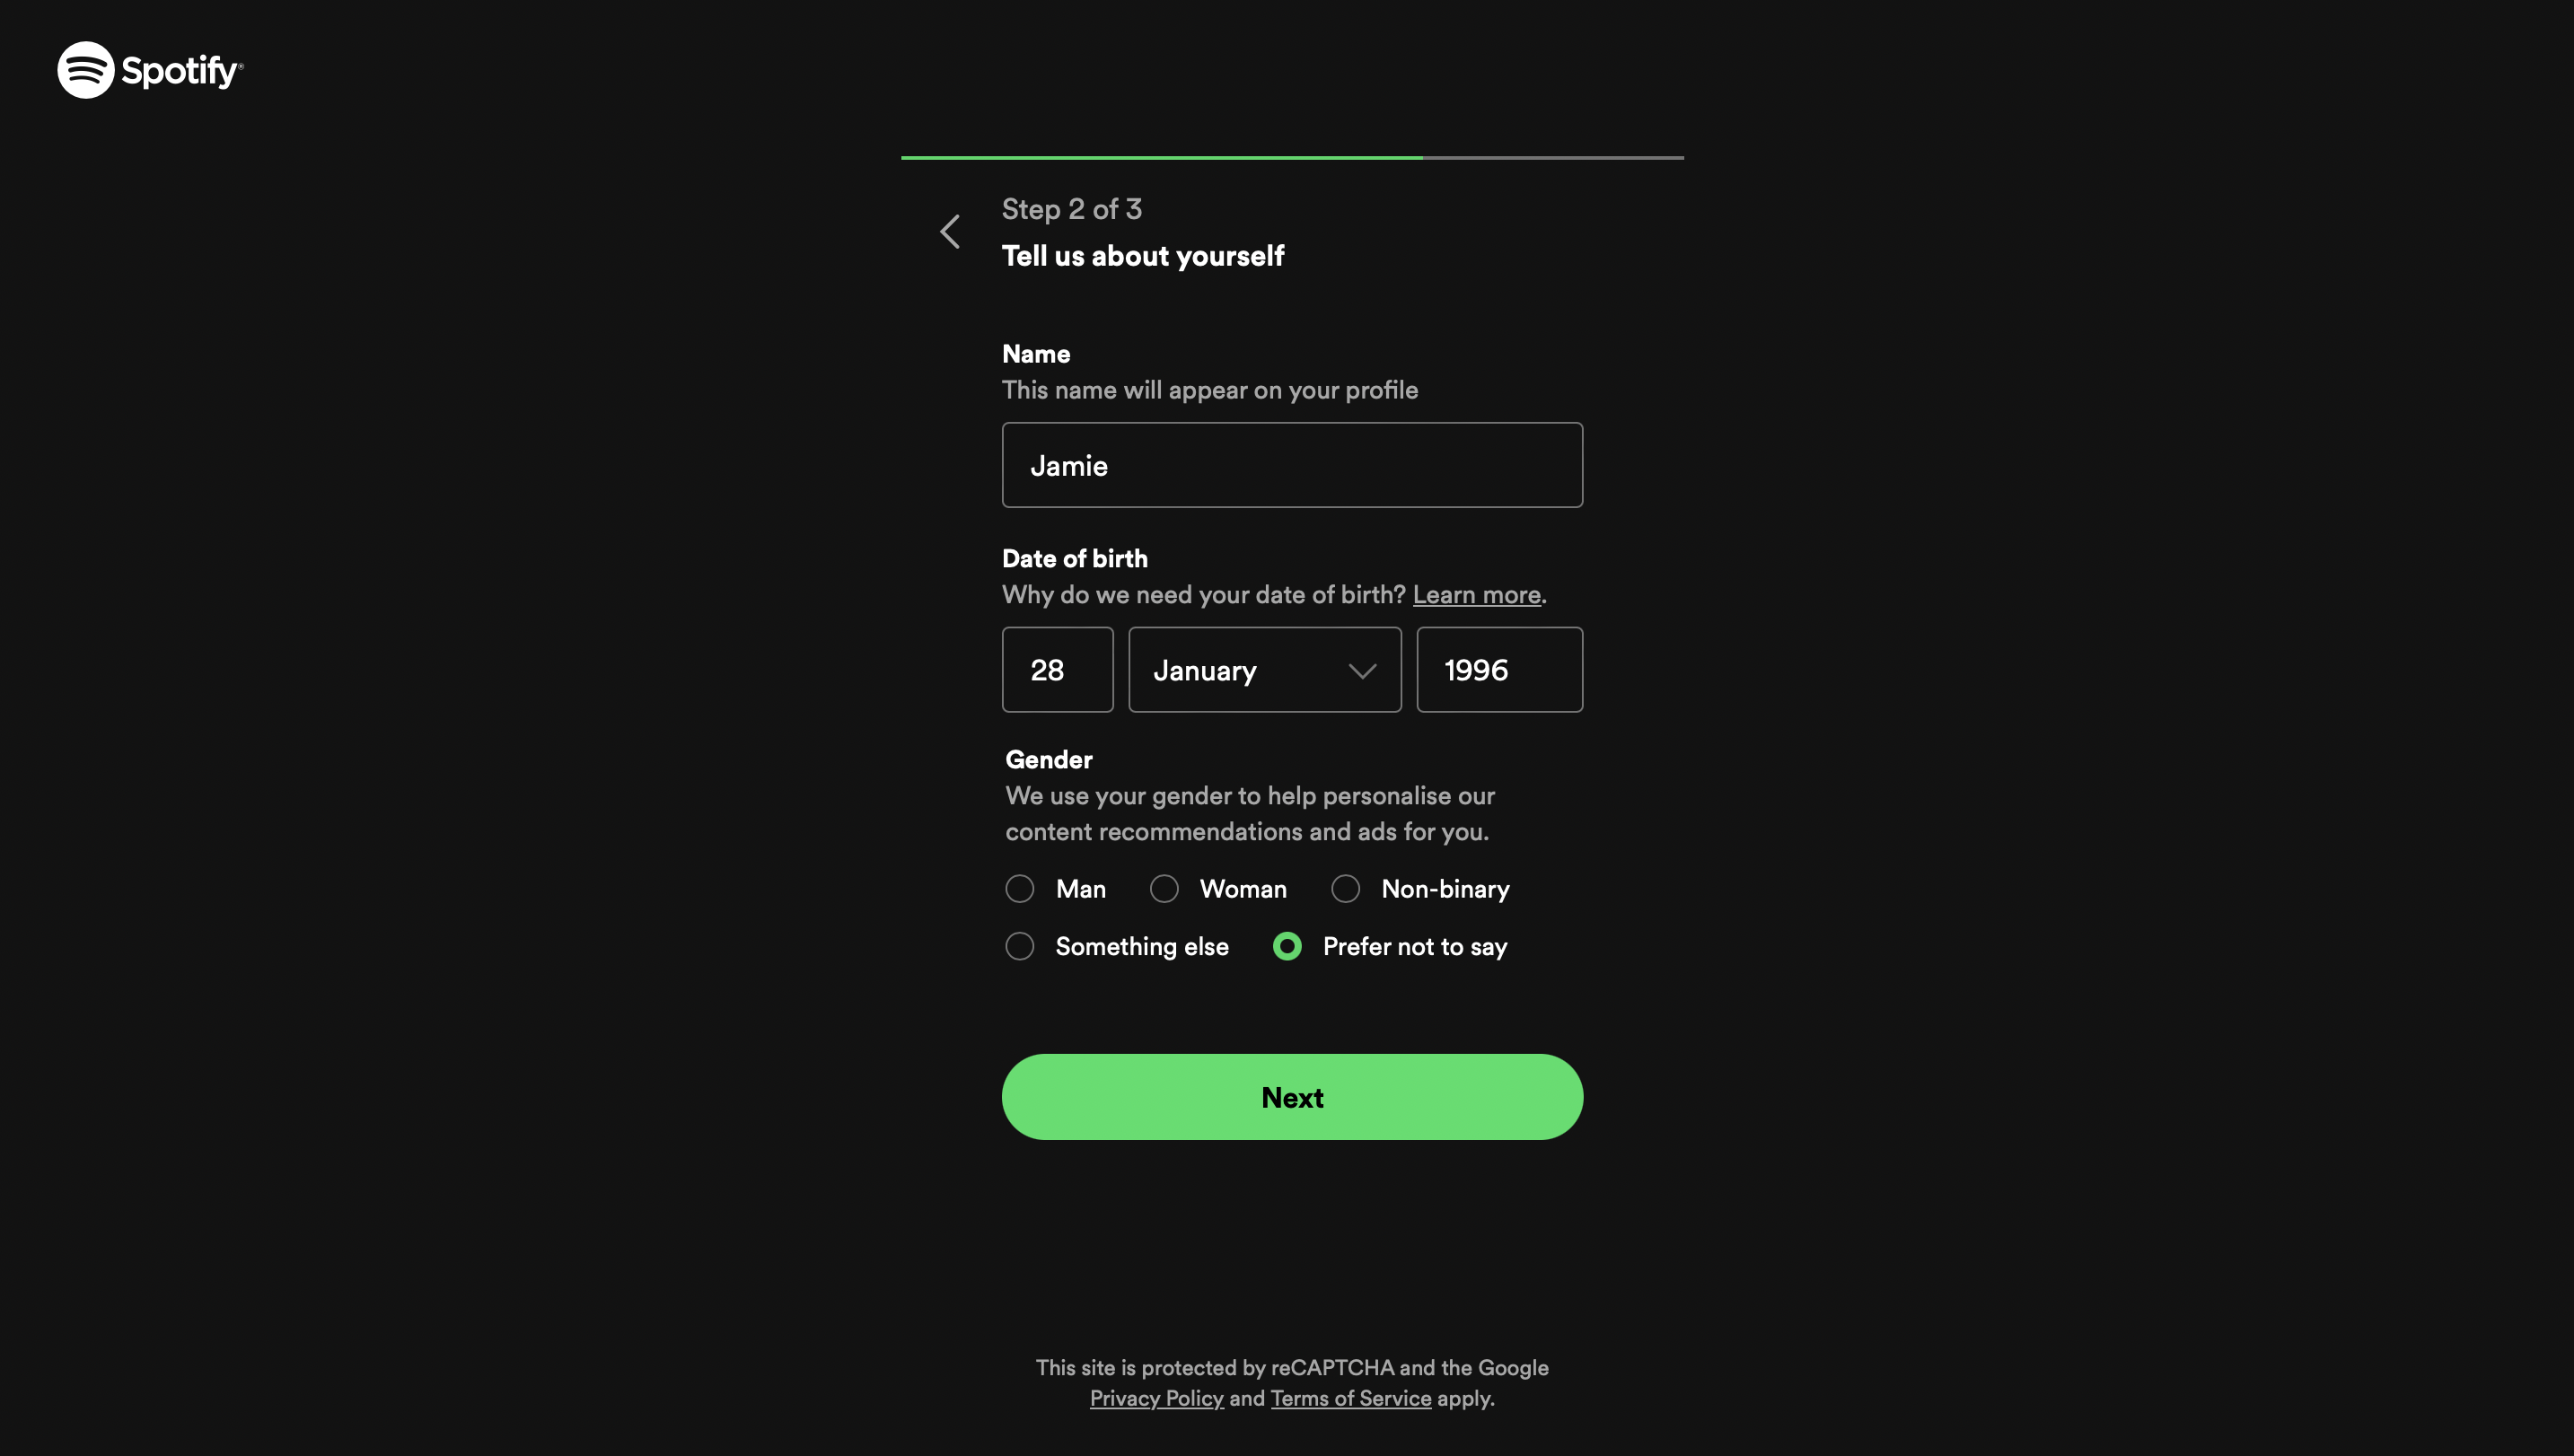 Spotify®
Step 2 of 3
Tell us about yourself
Name
This name will appear on your profile
Jamie
Date of birth
Why do we need your date of birth? Learn more.
28 January 1996
Gender
We use your gender to help personalise our
content recommendations and ads for you.
Man Woman Non-binary
Something else Prefer not to say
Next
This site is protected by reCAPTCHA and the Google
Privacy Policy and Terms of Service apply.